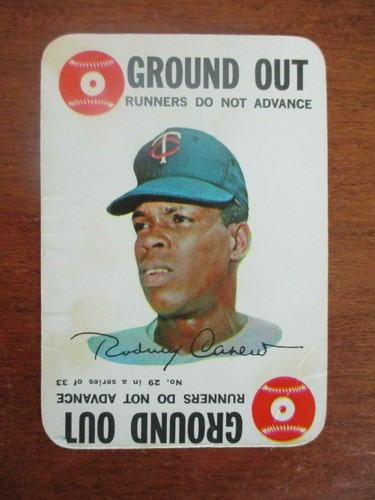 GROUND OUT
RUNNERS DO NOT ADVANCE
TC
Rodney Carew
No. 29 in a series of 33
RUNNERS DO NOT ADVANCE
GROUND OUT